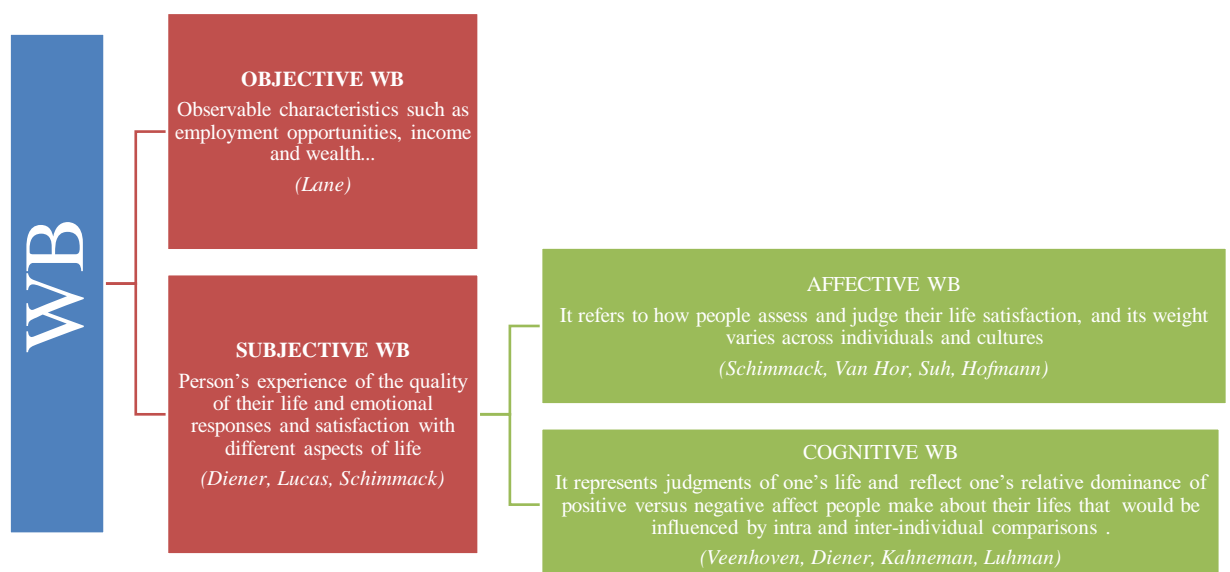 WB
OBJECTIVE WB
Observable characteristics such as
employment opportunities, income
and wealth...
(Lane)
SUBJECTIVE WB
Person's experience of the quality
of their life and emotional
responses and satisfaction with
different aspects of life
(Diener, Lucas, Schimmack)
AFFECTIVE WB
It refers to how people assess and judge their life satisfaction, and its weight
varies across individuals and cultures
(Schimmack, Van Hor, Suh, Hofmann)
COGNITIVE WB
It represents judgments of one's life and reflect one's relative dominance of
positive versus negative affect people make about their lifes that would be
influenced by intra and inter-individual comparisons .
(Veenhoven, Diener, Kahneman, Luhman)